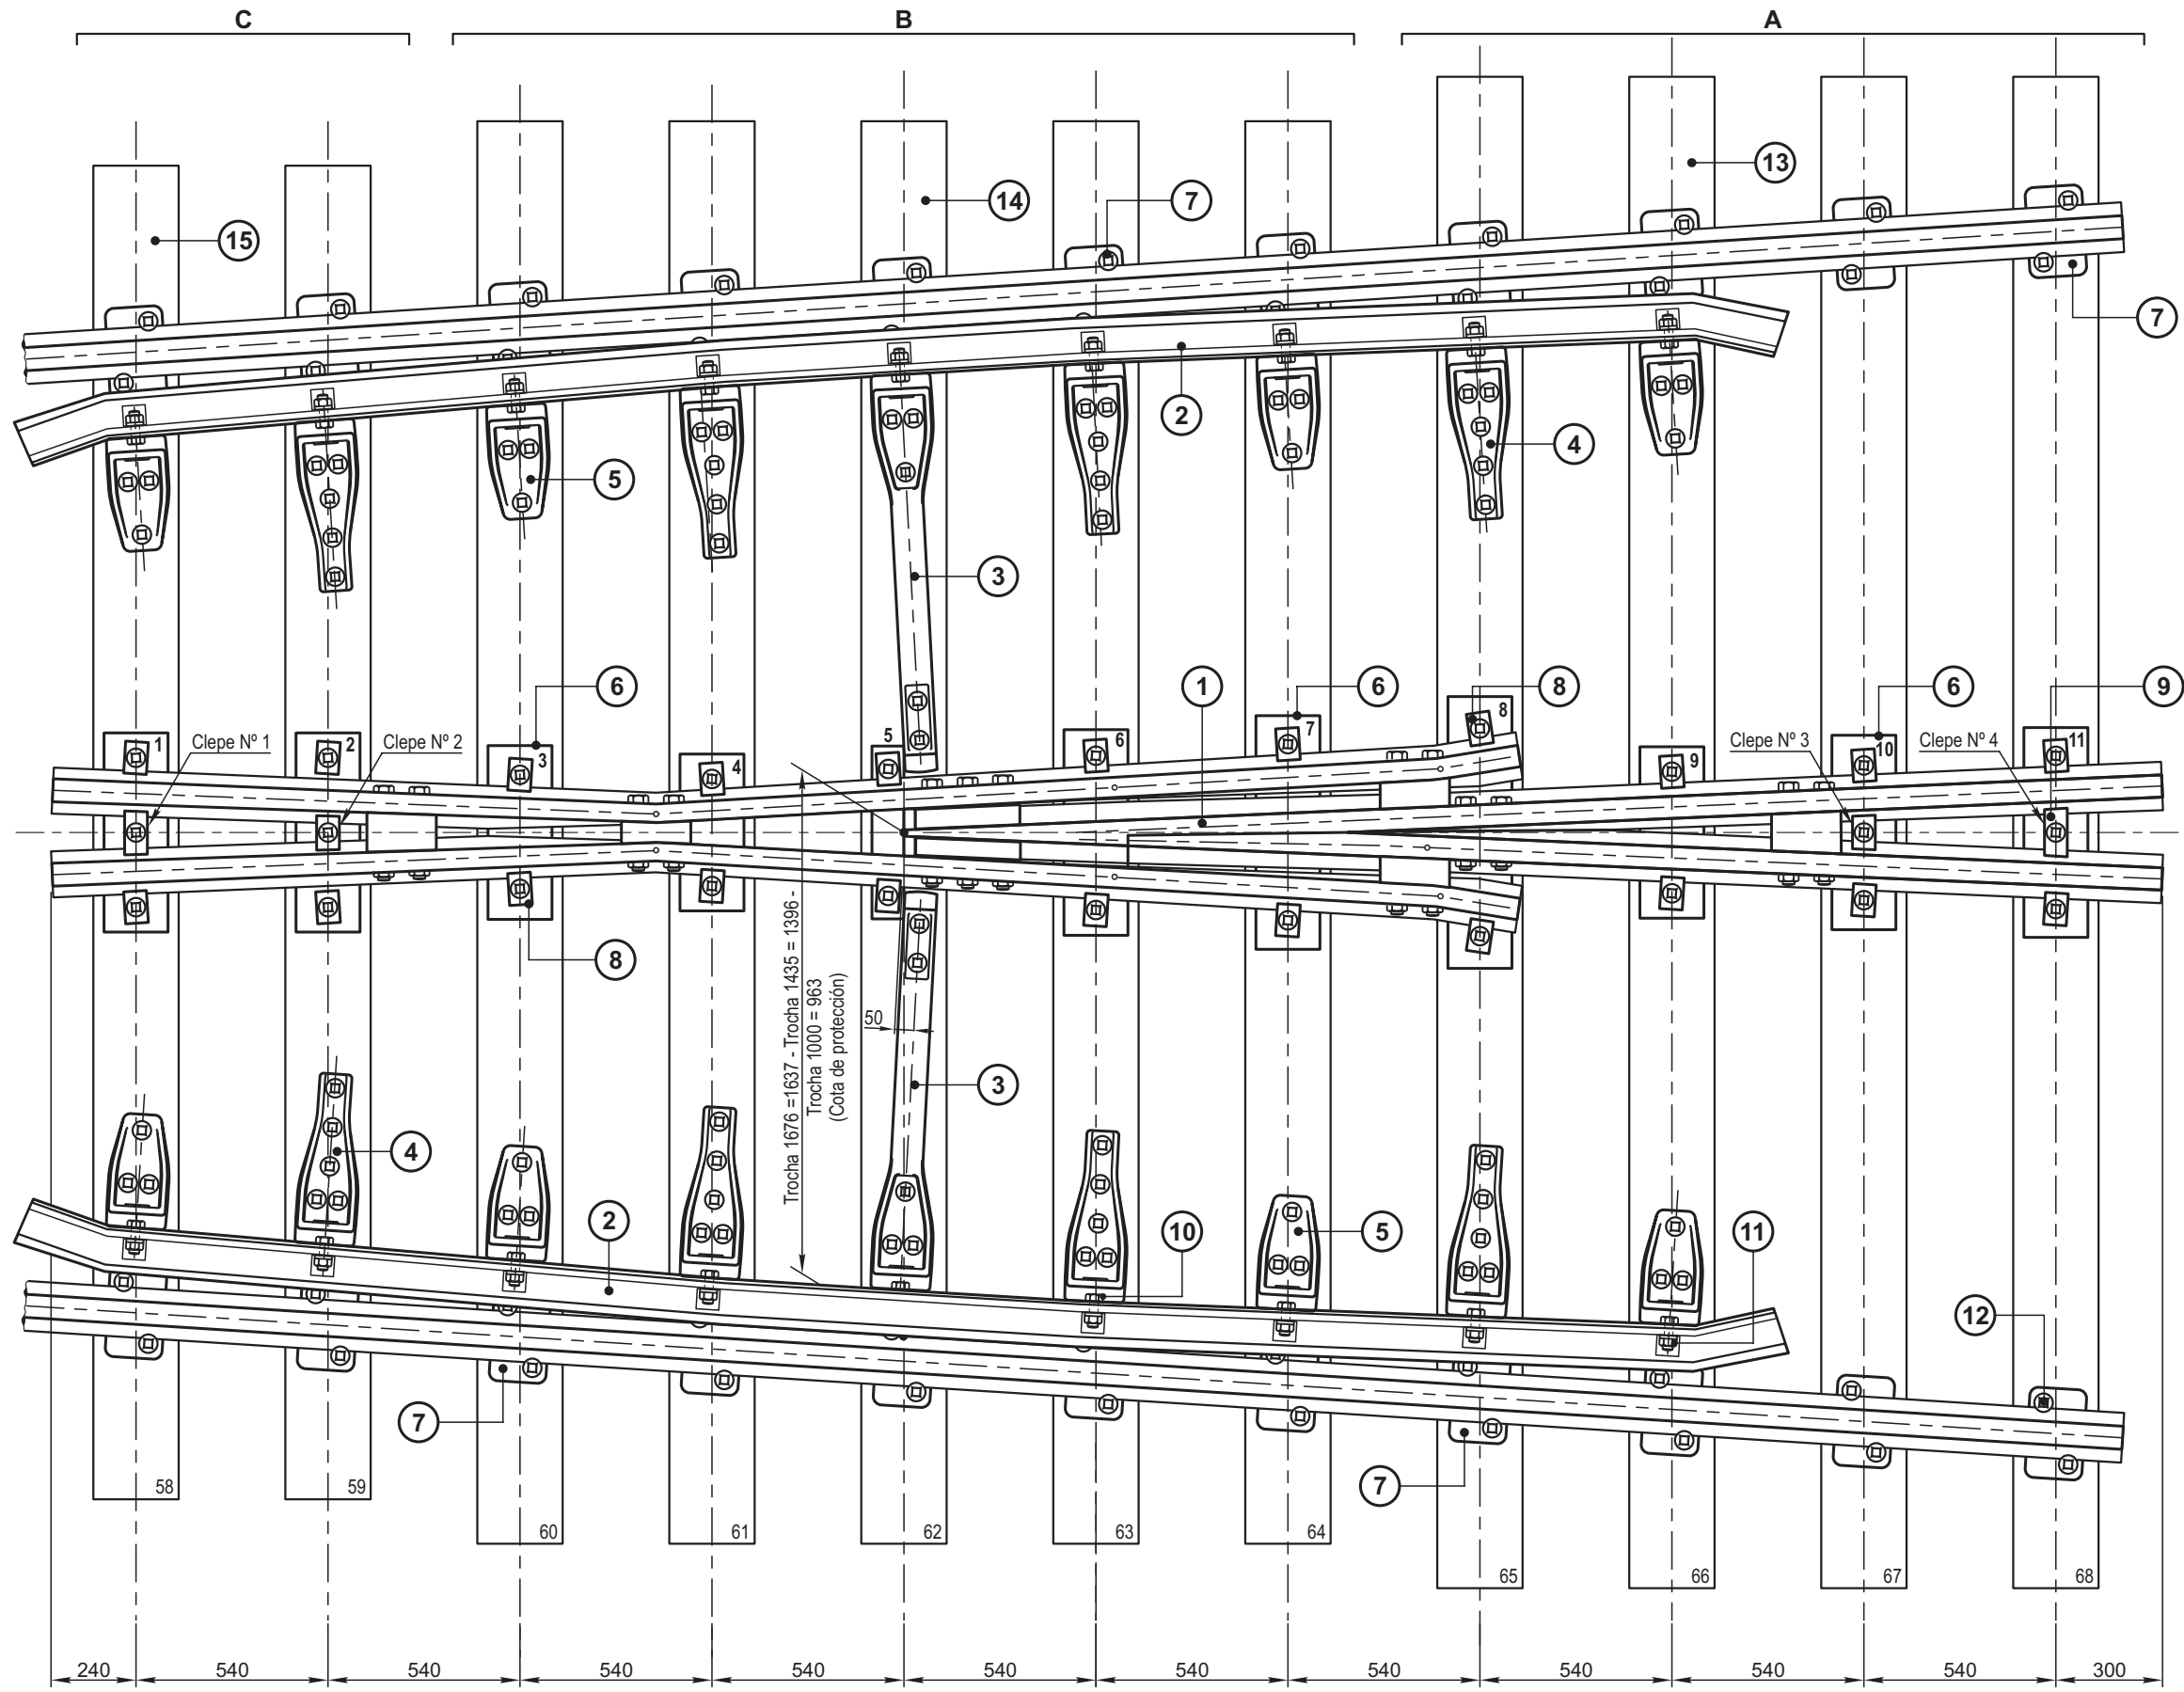 C B A
13
14 7
15
7
2
4
5
3
6 1 6 8 6 9
1 Clepe Nº 1 2 Clepe Nº 2 3 4 5 6 7 8 9 Clepe Nº 3 10 Clepe Nº 4 11
8
50
Trocha 1676 =1637 - Trocha 1435 = 1396 -
Trocha 1000 = 963
(Cota de protección)
3
4
2 10 5 11
12
7
7
58 59
60 61 62 63 64
65 66 67 68
240 540 540 540 540 540 540 540 540 540 540 300